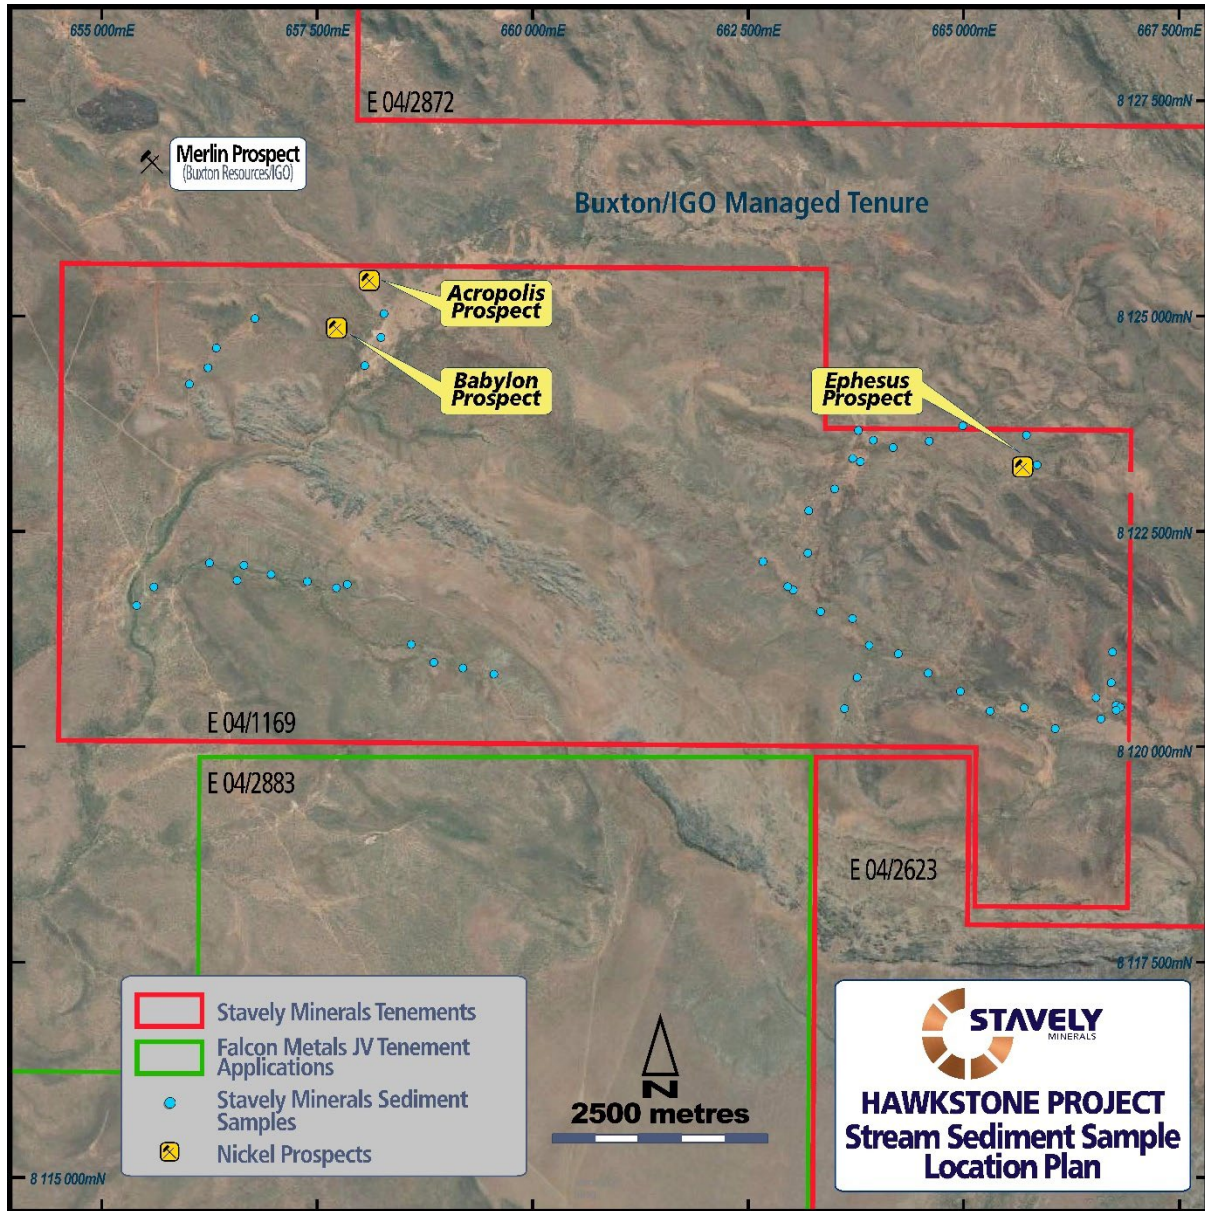 655 000mE
657 500mE
660 000mE
662 500mE
665 000mE
667 500mE
E 04/2872
8 127 500mN
Merlin Prospect
(Buxton Resources/IGO)
Buxton/IGO Managed Tenure
Acropolis
Prospect
8 125 000mN
Babylon
Prospect
Ephesus
Prospect
8 122 500mN
E 04/1169
8 120 000mN
E 04/2883
E 04/2623
8 117 500mN
Stavely Minerals Tenements
Falcon Metals JV Tenement
Applications
Stavely Minerals Sediment
Samples
Nickel Prospects
N
2500 metres
STAVELY
MINERALS
HAWKSTONE PROJECT
Stream Sediment Sample
Location Plan
8 115 000mN